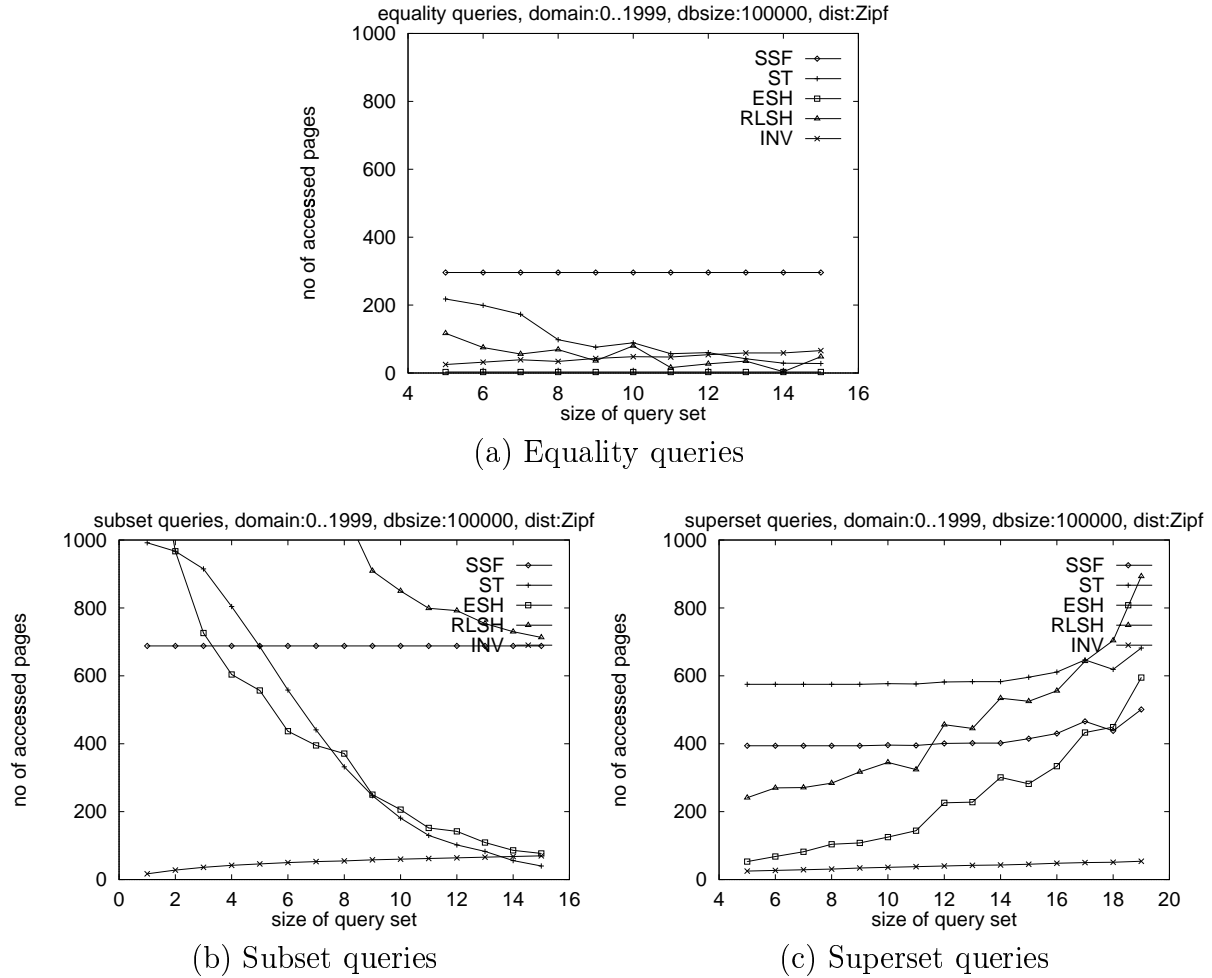 equality queries, domain:0..1999, dbsize:100000, dist:Zipf
1000
800
600
400
200
0
no of accessed pages
SSF
ST
ESH
RLSH
INV
4 6 8 10 12 14 16
size of query set
(a) Equality queries
subset queries, domain:0..1999, dbsize:100000, dist:Zipf
1000
800
600
400
200
0
no of accessed pages
SSF
ST
ESH
RLSH
INV
0 2 4 6 8 10 12 14 16
size of query set
(b) Subset queries
superset queries, domain:0..1999, dbsize:100000, dist:Zipf
1000
800
600
400
200
0
no of accessed pages
SSF
ST
ESH
RLSH
INV
4 6 8 10 12 14 16 18 20
size of query set
(c) Superset queries